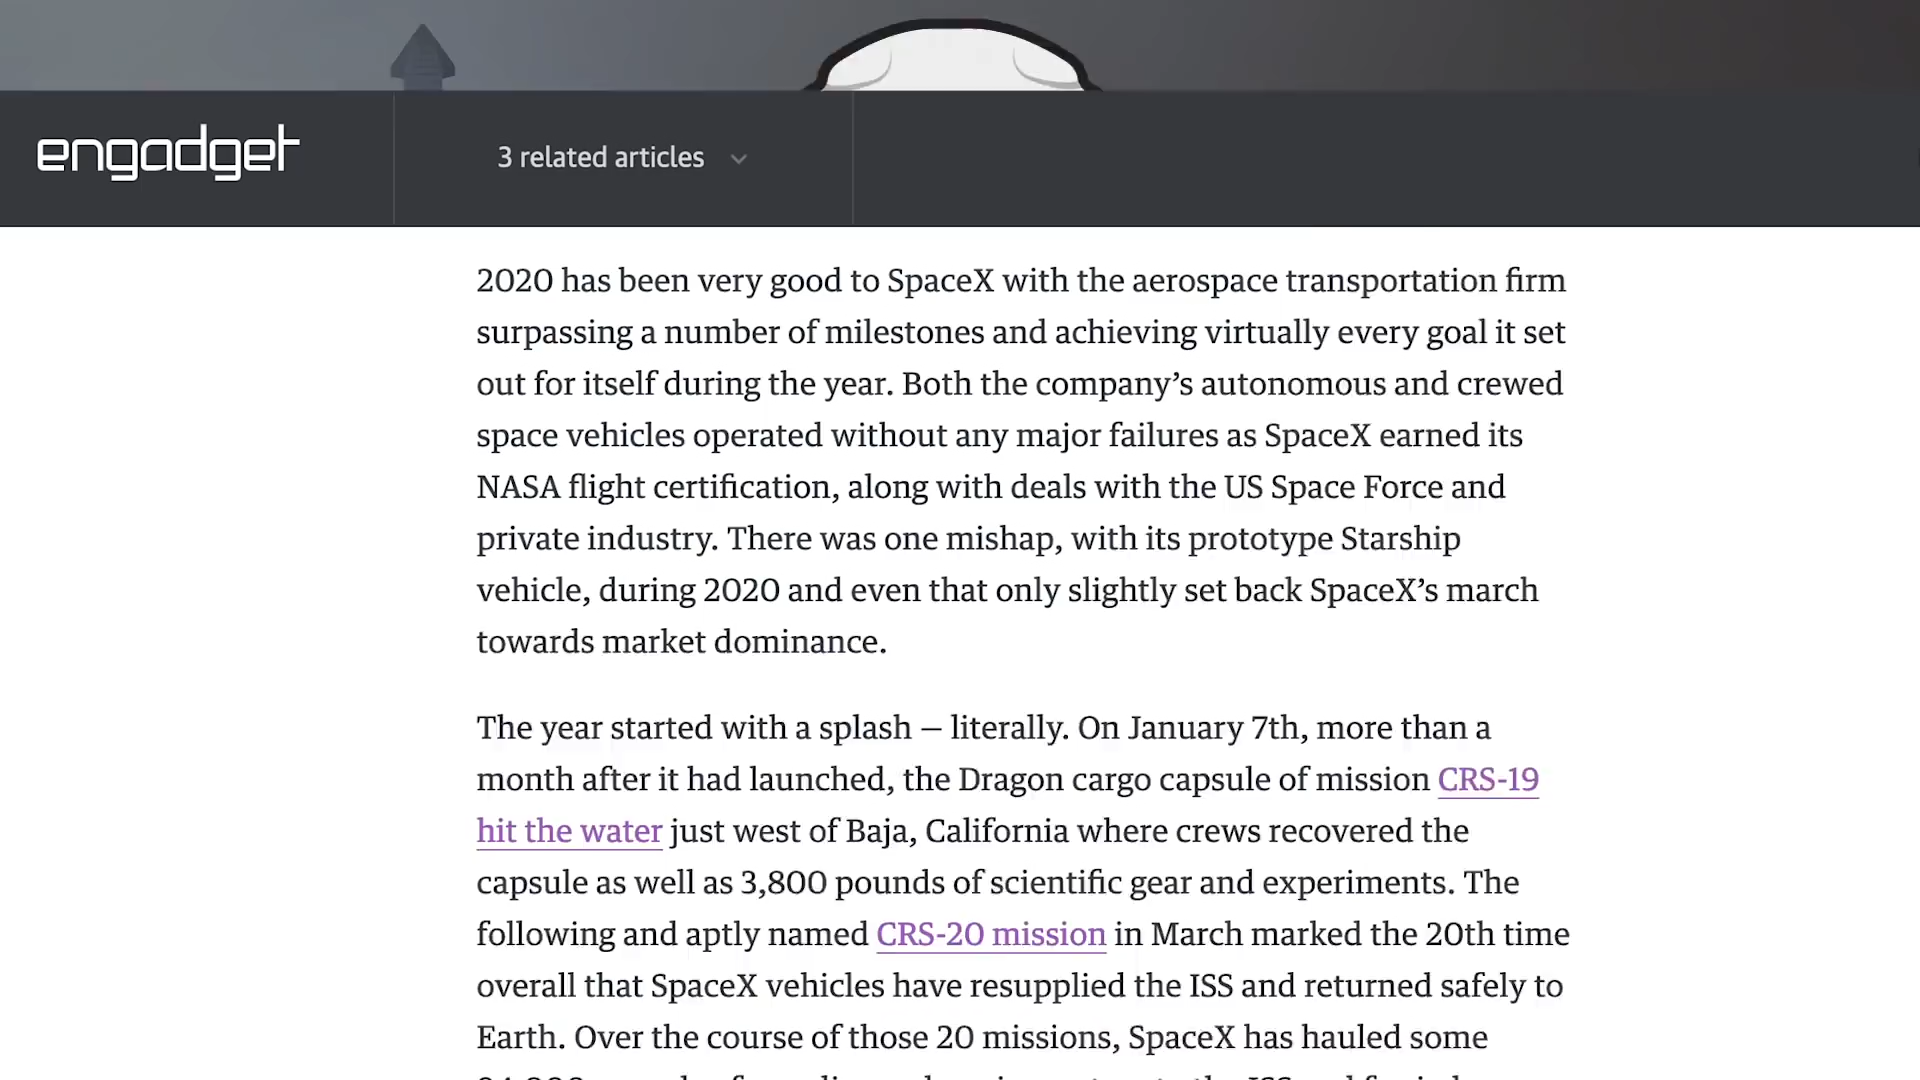 engadget
3 related articles
2020 has been very good to SpaceX with the aerospace transportation firm
surpassing a number of milestones and achieving virtually every goal it set
out for itself during the year. Both the company’s autonomous and crewed
space vehicles operated without any major failures as SpaceX earned its
NASA flight certification, along with deals with the US Space Force and
private industry. There was one mishap, with its prototype Starship
vehicle, during 2020 and even that only slightly set back SpaceX’s march
towards market dominance.
The year started with a splash — literally. On January 7th, more than a
month after it had launched, the Dragon cargo capsule of mission CRS-19
hit the water just west of Baja, California where crews recovered the
capsule as well as 3,800 pounds of scientific gear and experiments. The
following and aptly named CRS-20 mission in March marked the 20th time
overall that SpaceX vehicles have resupplied the ISS and returned safely to
Earth. Over the course of those 20 missions, SpaceX has hauled some